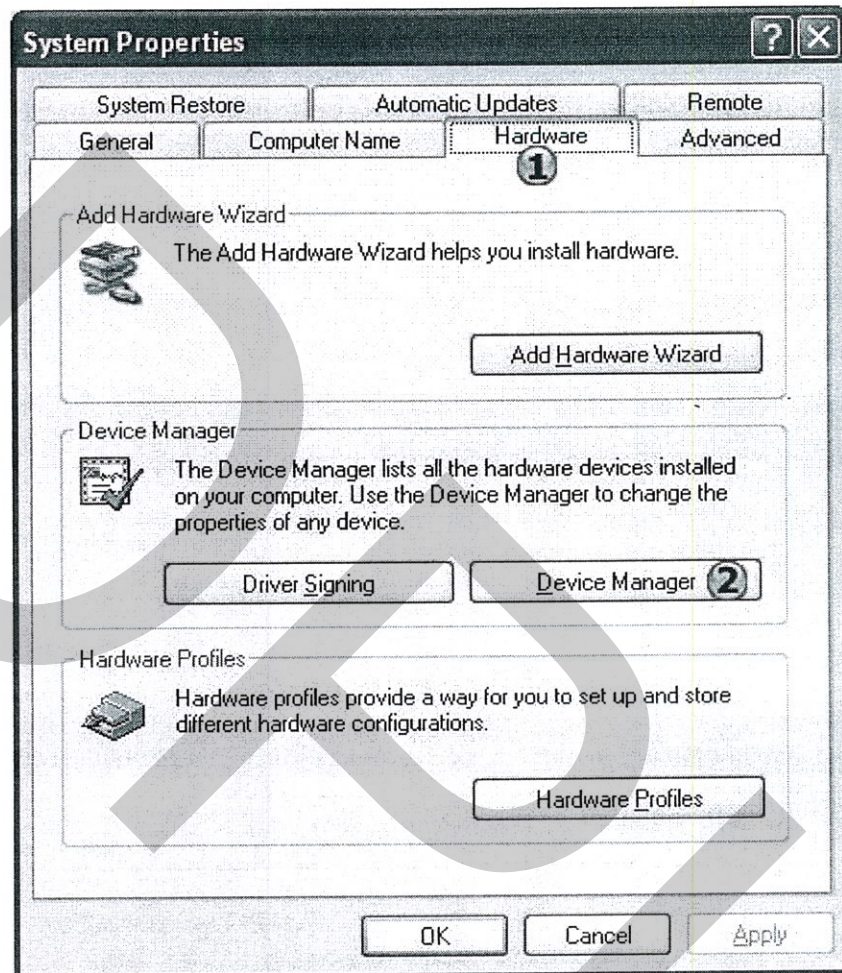 System Properties
? X
System Restore Automatic Updates Remote
General Computer Name Hardware Advanced
1
Add Hardware Wizard
The Add Hardware Wizard helps you install hardware.
Add Hardware Wizard
Device Manager
The Device Manager lists all the hardware devices installed
on your computer. Use the Device Manager to change the
properties of any device.
Driver Signing Device Manager 2
Hardware Profiles
Hardware profiles provide a way for you to set up and store
different hardware configurations.
Hardware Profiles
OK Cancel Apply